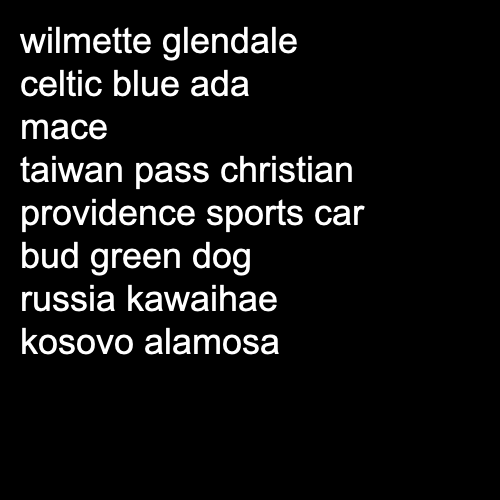 wilmette glendale
celtic blue ada
mace
taiwan pass christian
providence sports car
bud green dog
russia kawaihae
kosovo alamosa